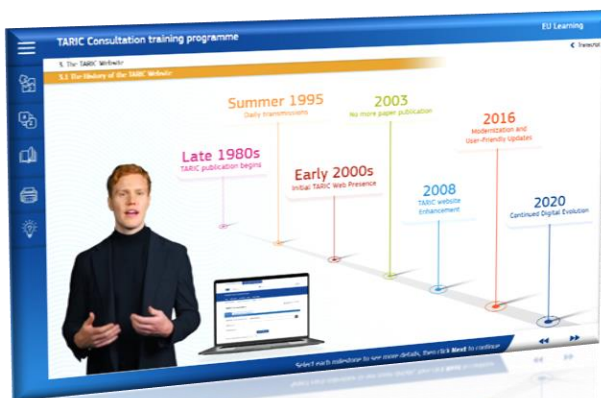 TARIC Consultation training programme
EU Learning
5. The TARIC Website
5.1 The History of the TARIC Website
Summer 1995
Daily transmissions
2003
No more paper publication
2016
Modernization and
User-Friendly Updates
Late 1980s
TARIC publication begins
Early 2000s
Initial TARIC Web Presence
2008
TARIC website
Enhancement
2020
Continued Digital Evolution
Select each milestone to see more details, then click Next to continue